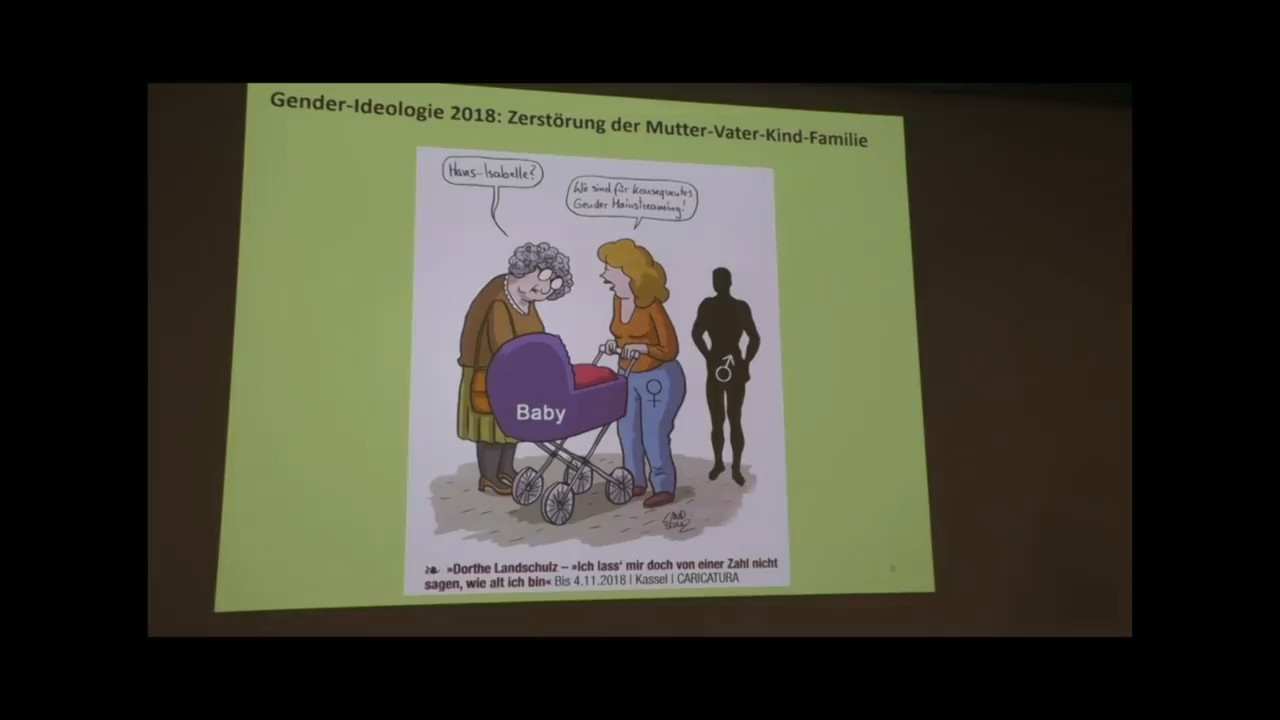 Gender-Ideologie 2018: Zerstörung der Mutter-Vater-Kind-Familie
Hans-Isabelle?
Wir sind für konsequentes
Gender Mainstreaming!
Baby
♀
♂
LAND
SCHULZ
»Dorthe Landschulz – »Ich lass' mir doch von einer Zahl nicht
sagen, wie alt ich bin« Bis 4.11.2018 | Kassel | CARICATURA